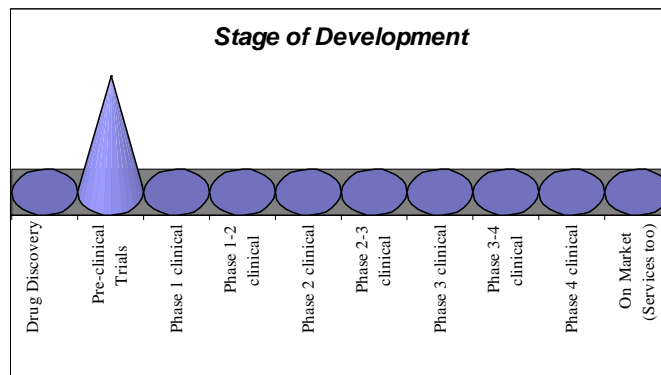 Stage of Development
Drug Discovery
Pre-clinical
Trials
Phase 1 clinical
Phase 1-2
clinical
Phase 2 clinical
Phase 2-3
clinical
Phase 3 clinical
Phase 3-4
clinical
Phase 4 clinical
On Market
(Services too)